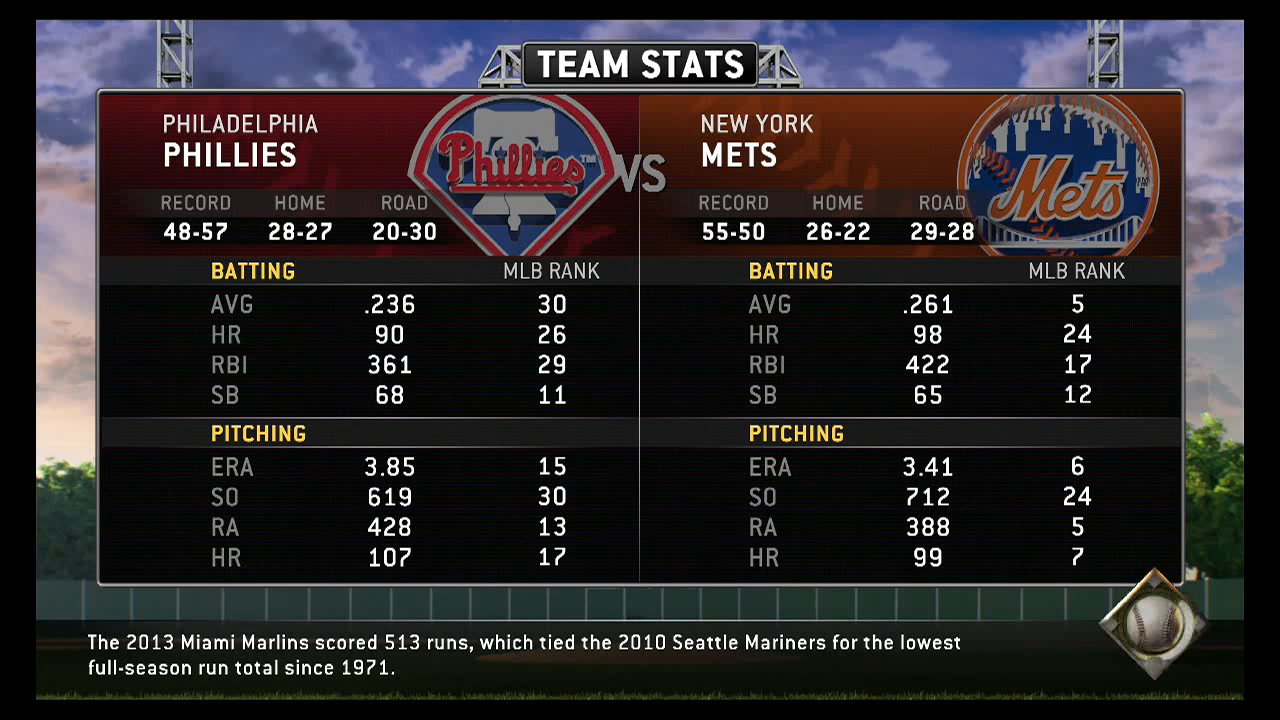 TEAM STATS
PHILADELPHIA
PHILLIES
Phillies™
VS
NEW YORK
METS
Mets
RECORD HOME ROAD
48-57 28-27 20-30
RECORD HOME ROAD
55-50 26-22 29-28
BATTING MLB RANK
AVG .236 30
HR 90 26
RBI 361 29
SB 68 11
PITCHING
ERA 3.85 15
SO 619 30
RA 428 13
HR 107 17
BATTING MLB RANK
AVG .261 5
HR 98 24
RBI 422 17
SB 65 12
PITCHING
ERA 3.41 6
SO 712 24
RA 388 5
HR 99 7
The 2013 Miami Marlins scored 513 runs, which tied the 2010 Seattle Mariners for the lowest
full-season run total since 1971.